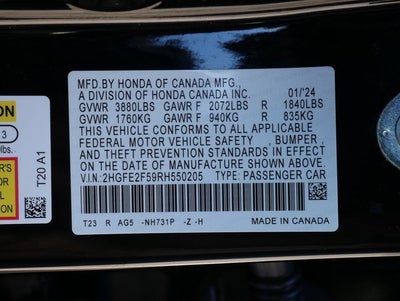 MFD.BY HONDA OF CANADA MFG.,
A DIVISION OF HONDA CANADA INC. 01/'24
GVWR 3880LBS GAWR F 2072LBS R 1840LBS
GVWR 1760KG GAWR F 940KG R 835KG
THIS VEHICLE CONFORMS TO ALL APPLICABLE
FEDERAL MOTOR VEHICLE SAFETY , BUMPER ,
AND THEFT PREVENTION STANDARDS IN EFFECT
ON THE DATE OF MANUFACTURE SHOWN ABOVE.
V.I.N:2HGFE2F59RH550205 TYPE: PASSENGER CAR
T23 R AG5 -NH731P -Z -H
MADE IN CANADA
ION
3
lbs.
T20 A1